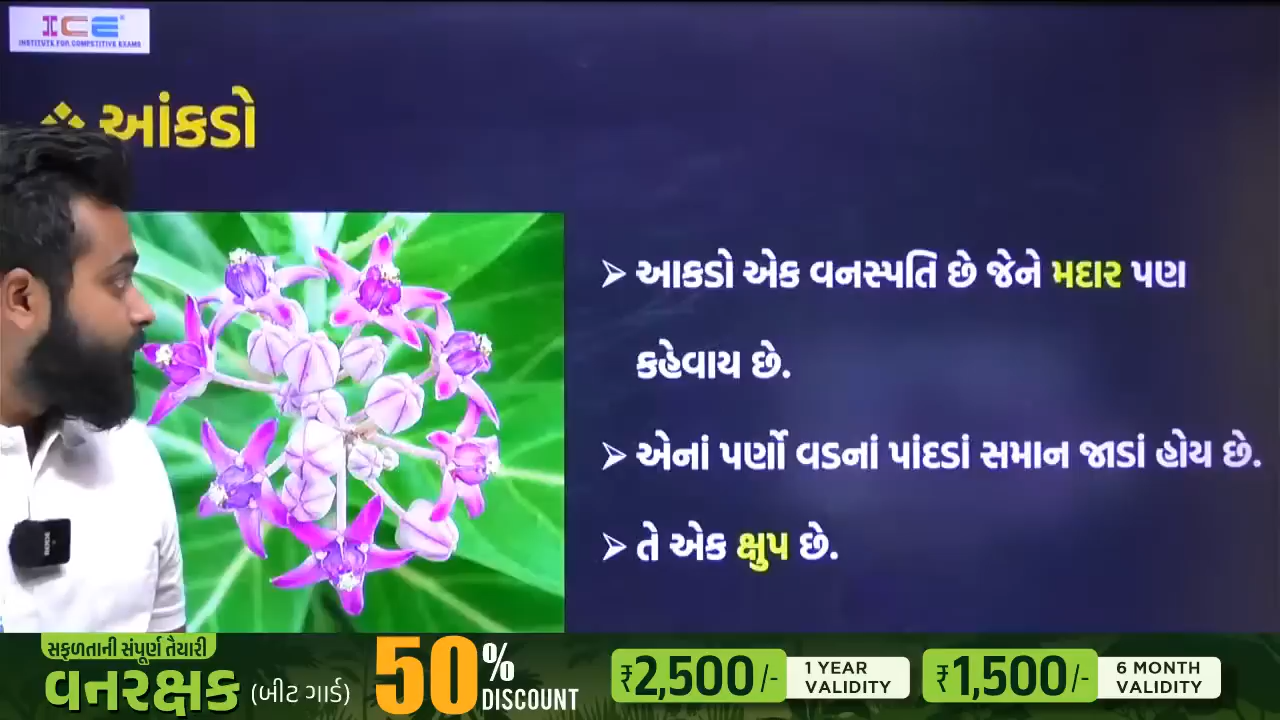 ICE
INSTITUTE FOR COMPETITIVE EXAMS
❖ આંકડો
➢ આકડો એક વનસ્પતિ છે જેને મદાર પણ
કહેવાય છે.
➢ એનાં પર્ણો વડનાં પાંદડાં સમાન જાડાં હોય છે.
➢ તે એક ક્ષુપ છે.
RODE
સફળતાની સંપૂર્ણ તૈયારી
વનરક્ષક (બીટ ગાર્ડ)
50% DISCOUNT
₹2,500/- 1 YEAR VALIDITY
₹1,500/- 6 MONTH VALIDITY